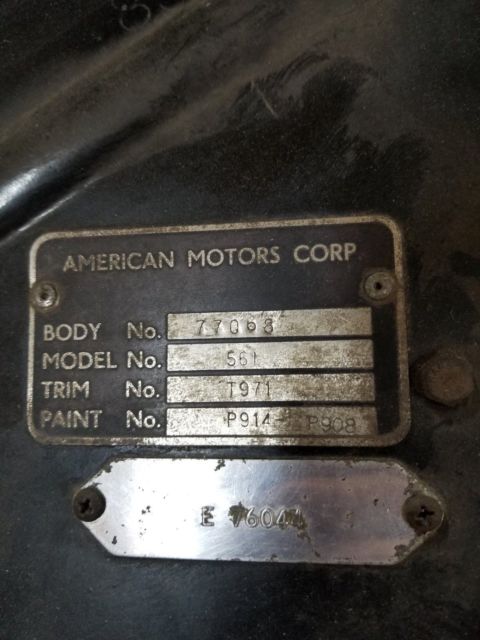 AMERICAN MOTORS CORP
BODY No. 77068
MODEL No. 561
TRIM No. T971
PAINT No. P914- P908
E 76044